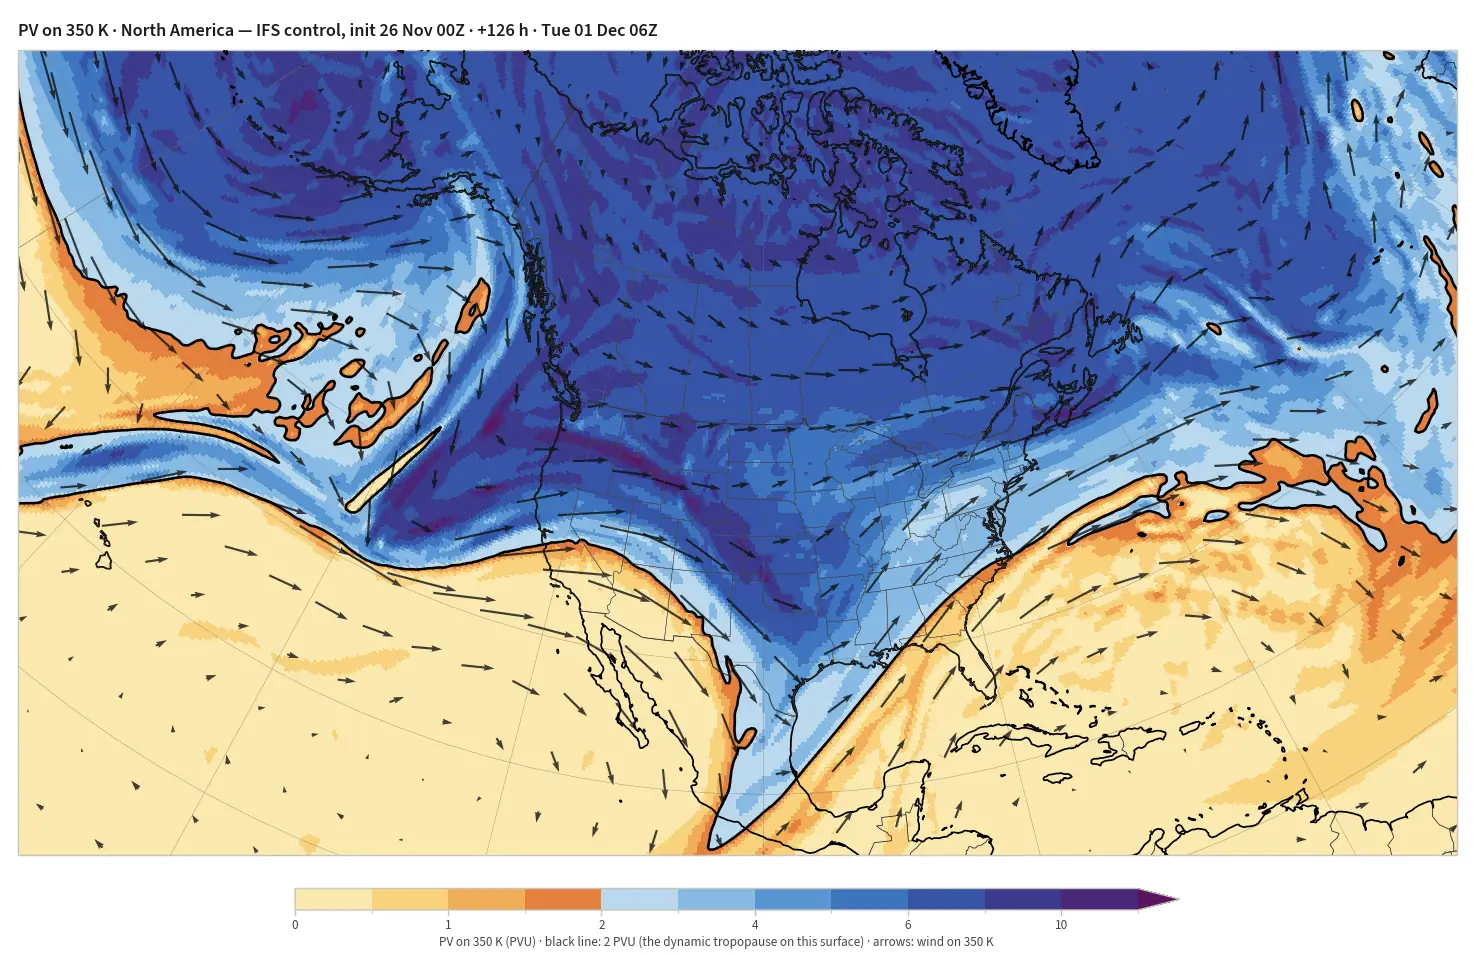 PV on 350 K · North America — IFS control, init 26 Nov 00Z · +126 h · Tue 01 Dec 06Z
0 1 2 4 6 10
PV on 350 K (PVU) · black line: 2 PVU (the dynamic tropopause on this surface) · arrows: wind on 350 K